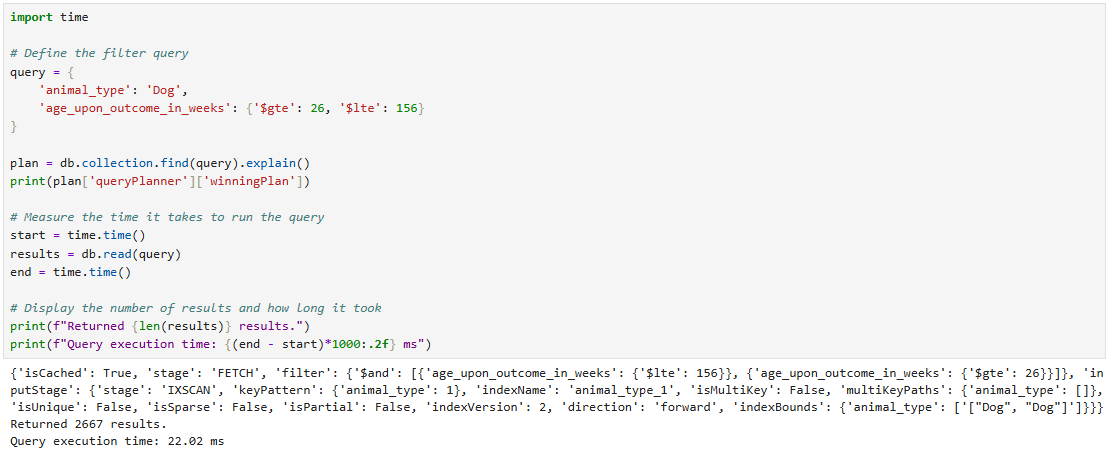 import time
# Define the filter query
query = {
    'animal_type': 'Dog',
    'age_upon_outcome_in_weeks': {'$gte': 26, '$lte': 156}
}
plan = db.collection.find(query).explain()
print(plan['queryPlanner']['winningPlan'])
# Measure the time it takes to run the query
start = time.time()
results = db.read(query)
end = time.time()
# Display the number of results and how long it took
print(f"Returned {len(results)} results.")
print(f"Query execution time: {(end - start)*1000:.2f} ms")
{'isCached': True, 'stage': 'FETCH', 'filter': {'$and': [{'age_upon_outcome_in_weeks': {'$lte': 156}}, {'age_upon_outcome_in_weeks': {'$gte': 26}}]}, 'in
putStage': {'stage': 'IXSCAN', 'keyPattern': {'animal_type': 1}, 'indexName': 'animal_type_1', 'isMultiKey': False, 'multiKeyPaths': {'animal_type': []},
'isUnique': False, 'isSparse': False, 'isPartial': False, 'indexVersion': 2, 'direction': 'forward', 'indexBounds': {'animal_type': ['["Dog", "Dog"]']}}}
Returned 2667 results.
Query execution time: 22.02 ms